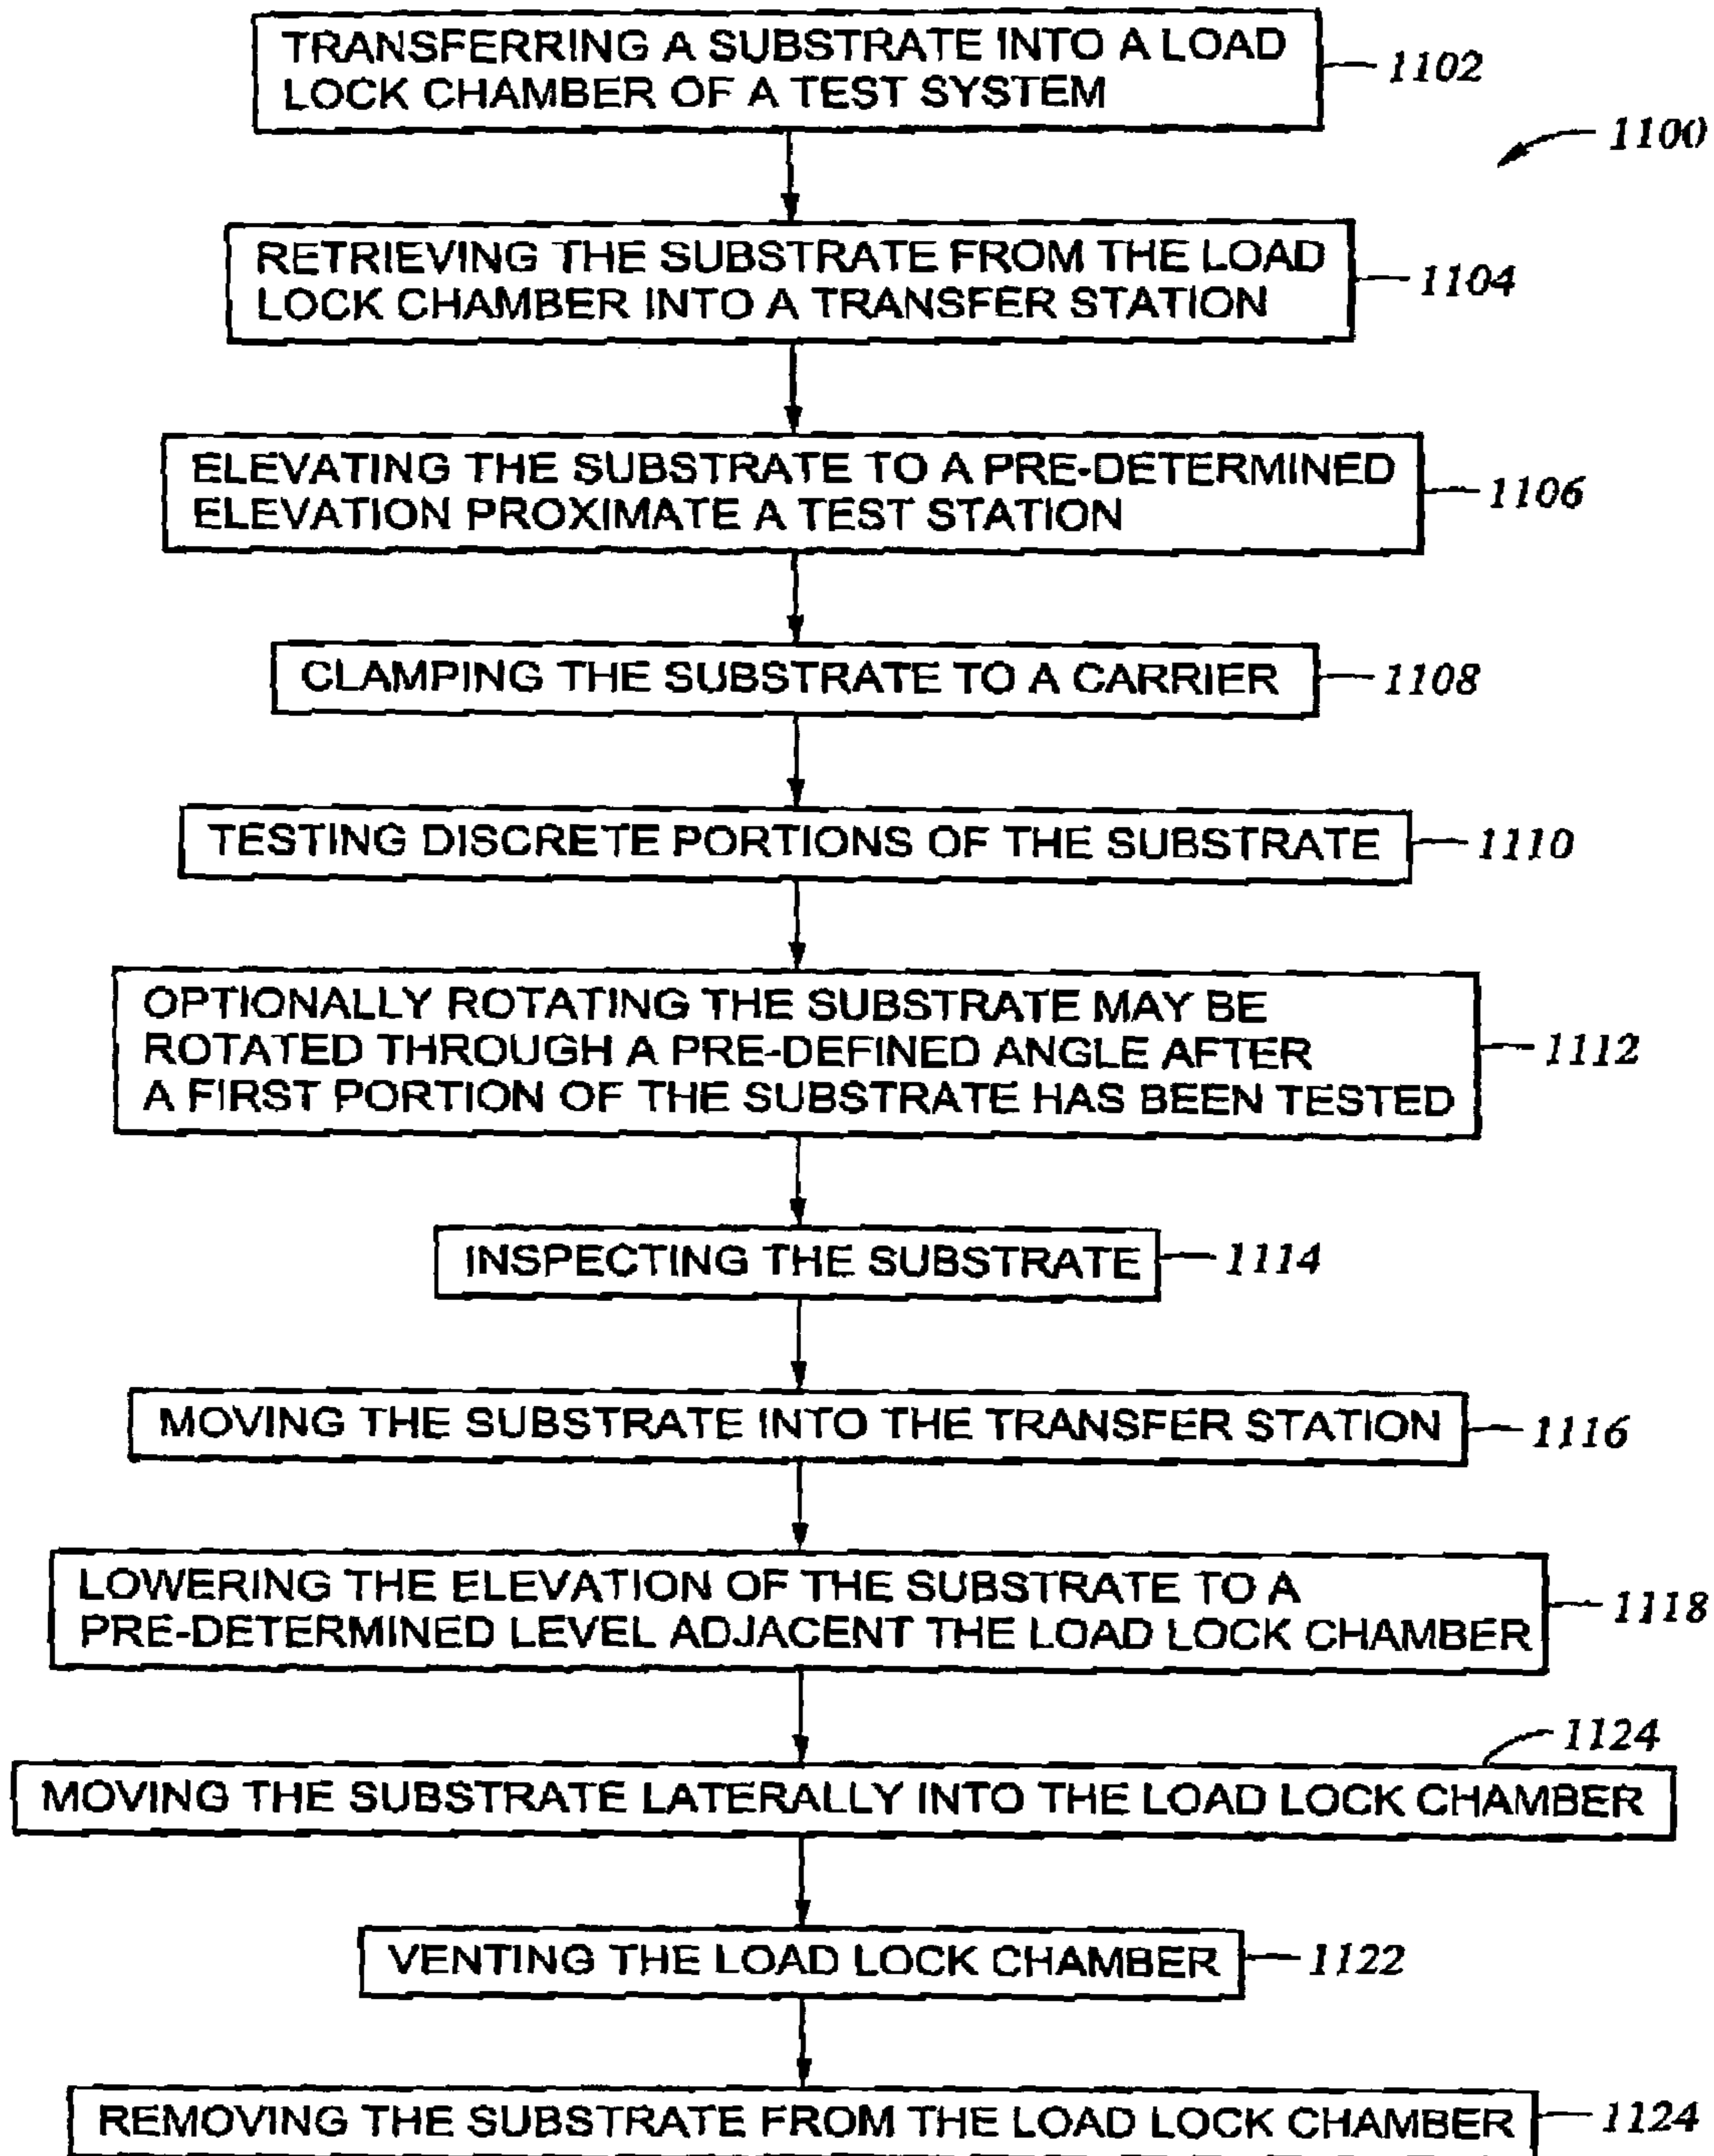 TRANSFERRING A SUBSTRATE INTO A LOAD
LOCK CHAMBER OF A TEST SYSTEM
1102
1100
RETRIEVING THE SUBSTRATE FROM THE LOAD
LOCK CHAMBER INTO A TRANSFER STATION
1104
ELEVATING THE SUBSTRATE TO A PRE-DETERMINED
ELEVATION PROXIMATE A TEST STATION
1106
CLAMPING THE SUBSTRATE TO A CARRIER
1108
TESTING DISCRETE PORTIONS OF THE SUBSTRATE
1110
OPTIONALLY ROTATING THE SUBSTRATE MAY BE
ROTATED THROUGH A PRE-DEFINED ANGLE AFTER
A FIRST PORTION OF THE SUBSTRATE HAS BEEN TESTED
1112
INSPECTING THE SUBSTRATE
1114
MOVING THE SUBSTRATE INTO THE TRANSFER STATION
1116
LOWERING THE ELEVATION OF THE SUBSTRATE TO A
PRE-DETERMINED LEVEL ADJACENT THE LOAD LOCK CHAMBER
1118
1124
MOVING THE SUBSTRATE LATERALLY INTO THE LOAD LOCK CHAMBER
VENTING THE LOAD LOCK CHAMBER
1122
REMOVING THE SUBSTRATE FROM THE LOAD LOCK CHAMBER
1124